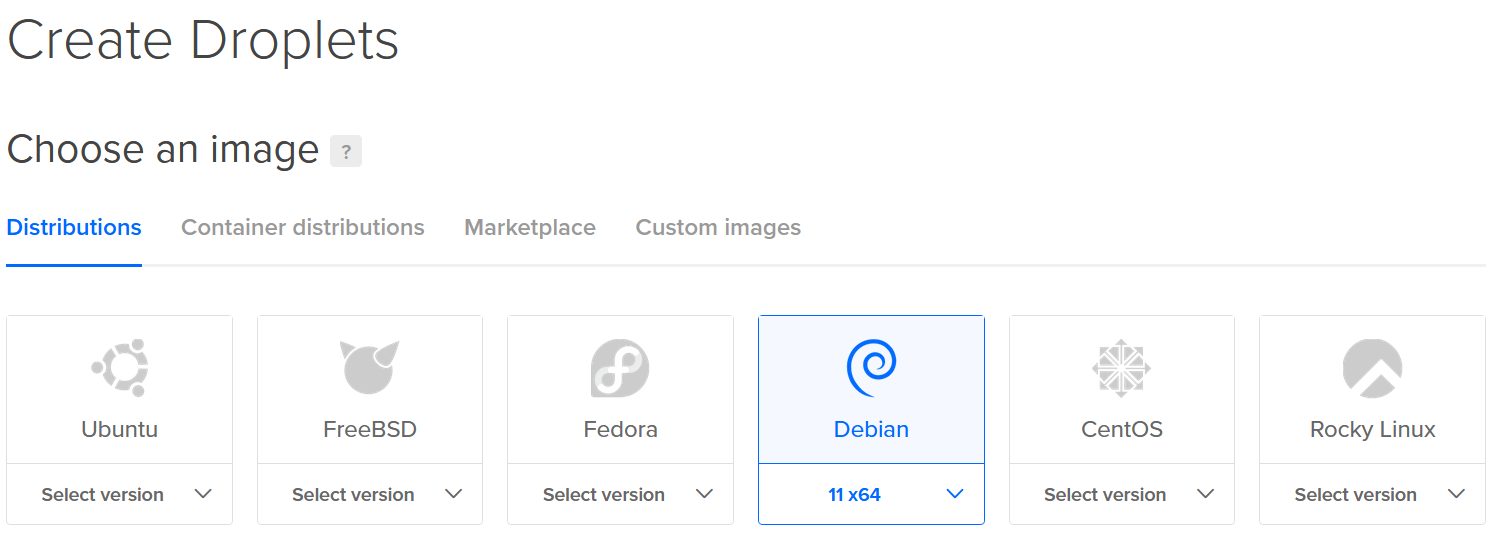 Create Droplets
Choose an image ?
Distributions Container distributions Marketplace Custom images
Ubuntu FreeBSD Fedora Debian CentOS Rocky Linux
Select version Select version Select version 11 x64 Select version Select version